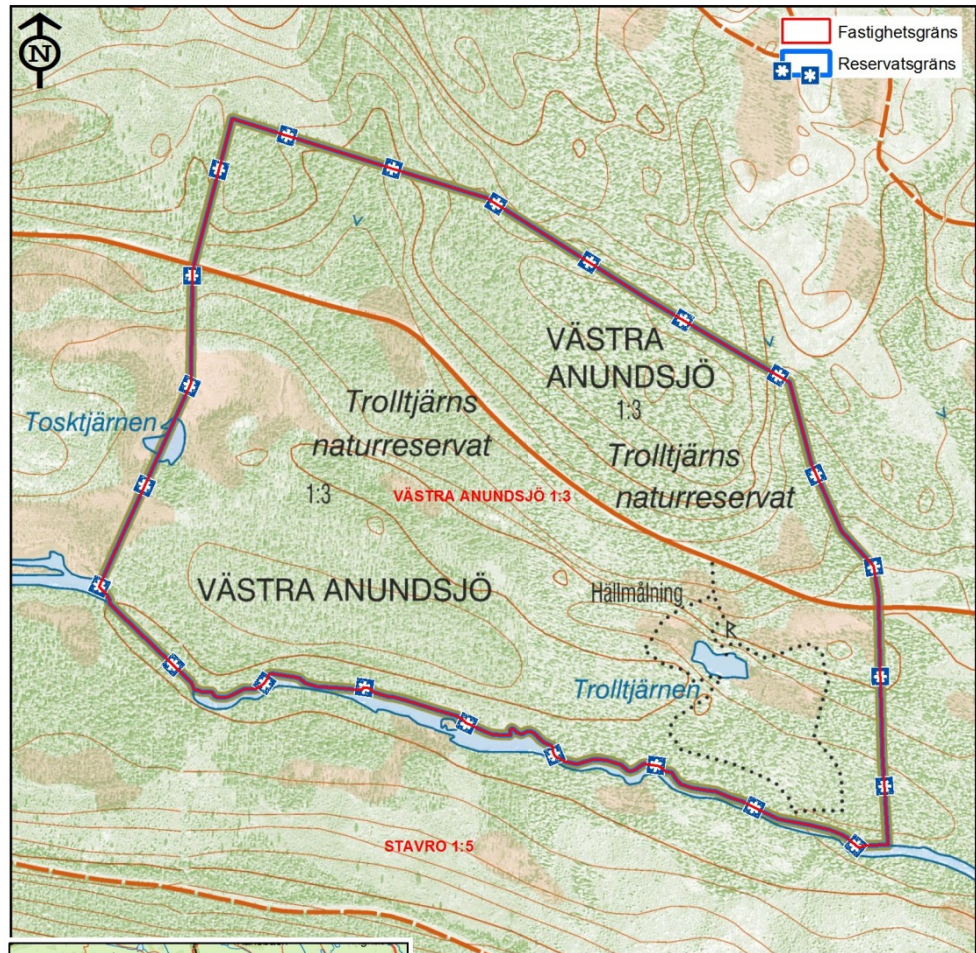 N
Fastighetsgräns
Reservatsgräns
VÄSTRA
ANUNDSJÖ
1:3
Tosktjärnen
Trolltjärns
naturreservat
1:3
Trolltjärns
naturreservat
VÄSTRA ANUNDSJÖ 1:3
VÄSTRA ANUNDSJÖ
Hällmålning
R
Trolltjärnen
STAVRO 1:5